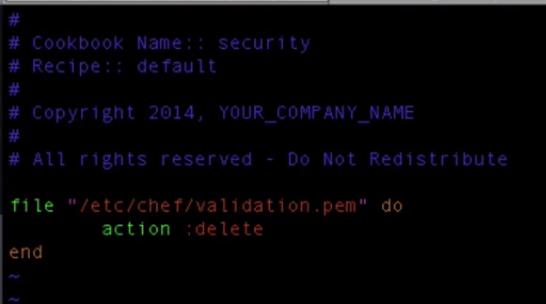 #
# Cookbook Name:: security
# Recipe:: default
#
# Copyright 2014, YOUR_COMPANY_NAME
#
# All rights reserved - Do Not Redistribute

file "/etc/chef/validation.pem" do
        action :delete
end
~
~